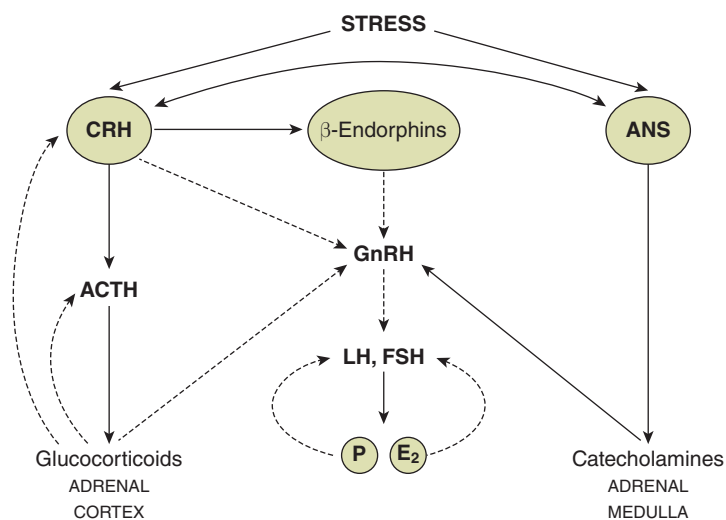 STRESS
CRH
β-Endorphins
ANS
GnRH
ACTH
LH, FSH
P
E₂
Glucocorticoids
ADRENAL
CORTEX
Catecholamines
ADRENAL
MEDULLA